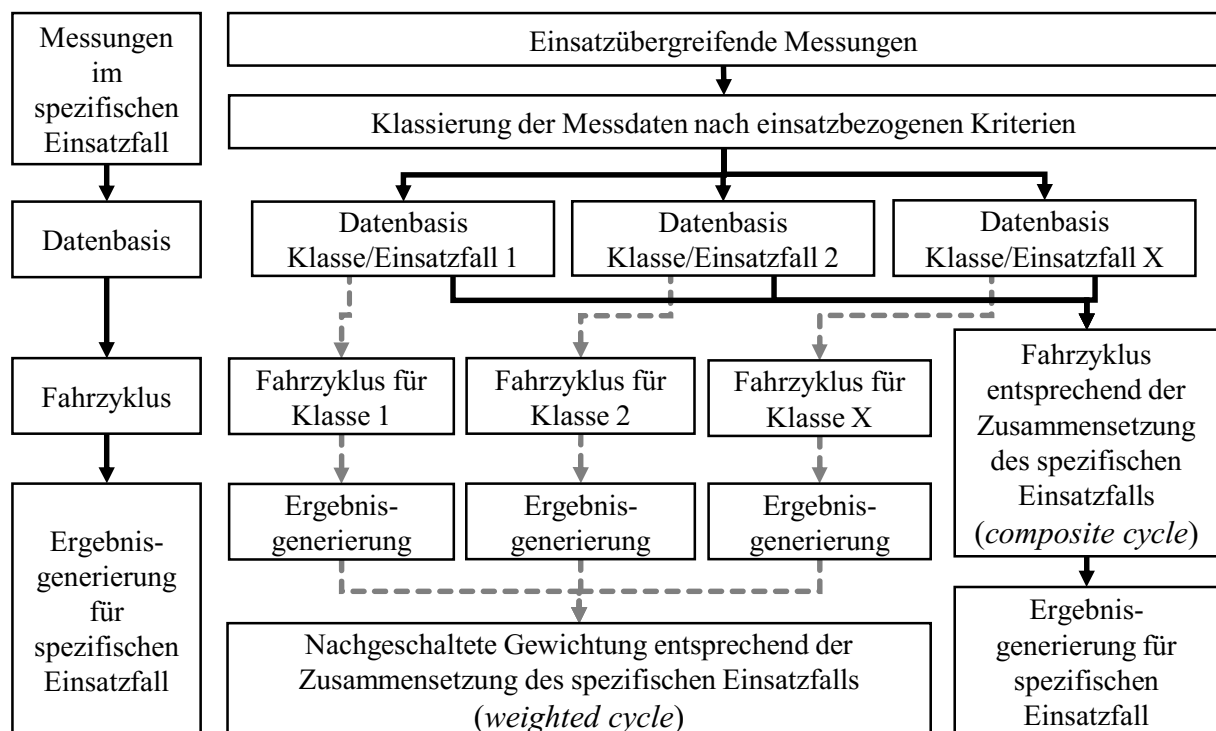 Messungen
im
spezifischen
Einsatzfall
Datenbasis
Fahrzyklus
Ergebnis-
generierung
für
spezifischen
Einsatzfall
Einsatzübergreifende Messungen
Klassierung der Messdaten nach einsatzbezogenen Kriterien
Datenbasis
Klasse/Einsatzfall 1
Datenbasis
Klasse/Einsatzfall 2
Datenbasis
Klasse/Einsatzfall X
Fahrzyklus für
Klasse 1
Fahrzyklus für
Klasse 2
Fahrzyklus für
Klasse X
Ergebnis-
generierung
Ergebnis-
generierung
Ergebnis-
generierung
Nachgeschaltete Gewichtung entsprechend der
Zusammensetzung des spezifischen Einsatzfalls
(weighted cycle)
Fahrzyklus
entsprechend der
Zusammensetzung
des spezifischen
Einsatzfalls
(composite cycle)
Ergebnis-
generierung für
spezifischen
Einsatzfall